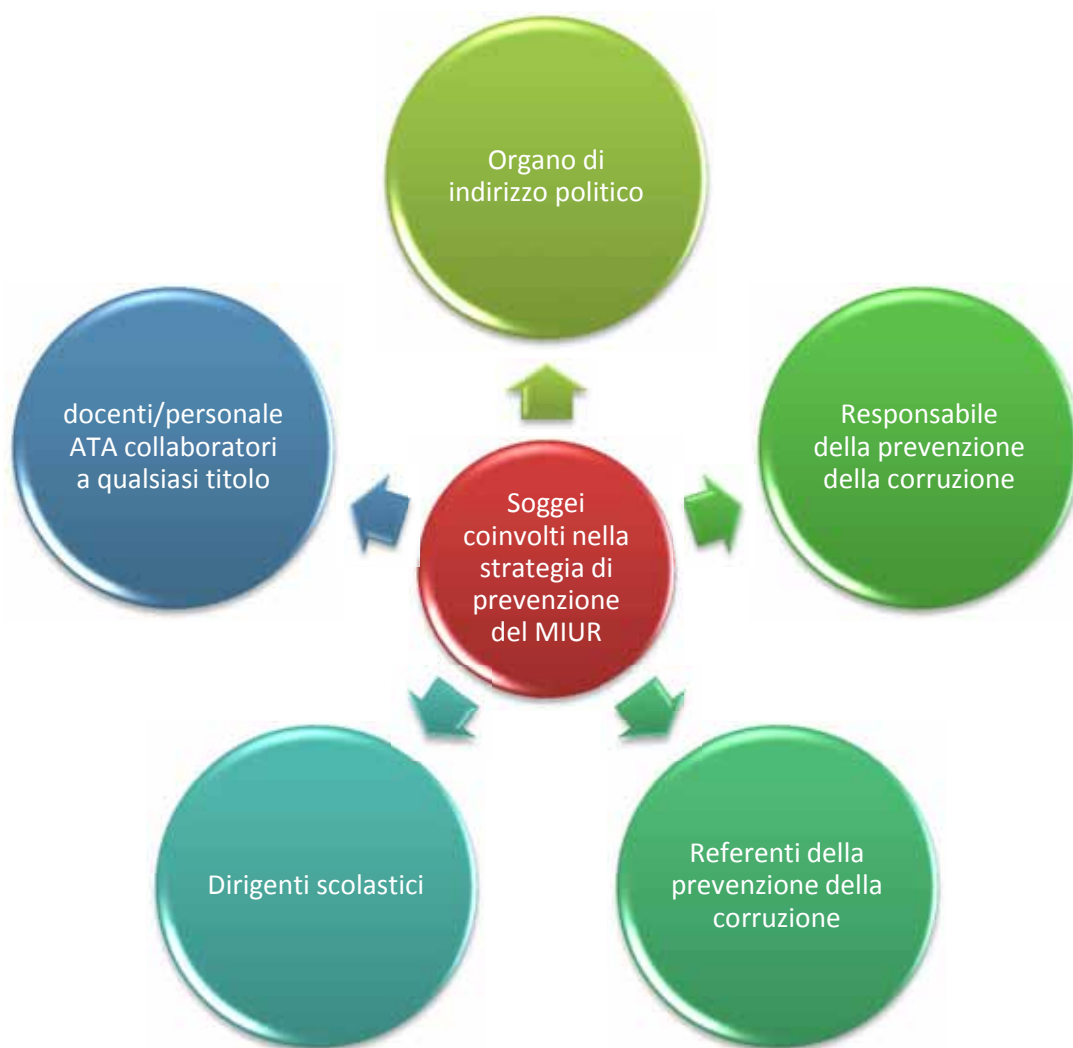 Organo di
indirizzo politico
docenti/personale
ATA collaboratori
a qualsiasi titolo
Responsabile
della prevenzione
della corruzione
Soggei
coinvolti nella
strategia di
prevenzione
del MIUR
Dirigenti scolastici
Referenti della
prevenzione della
corruzione